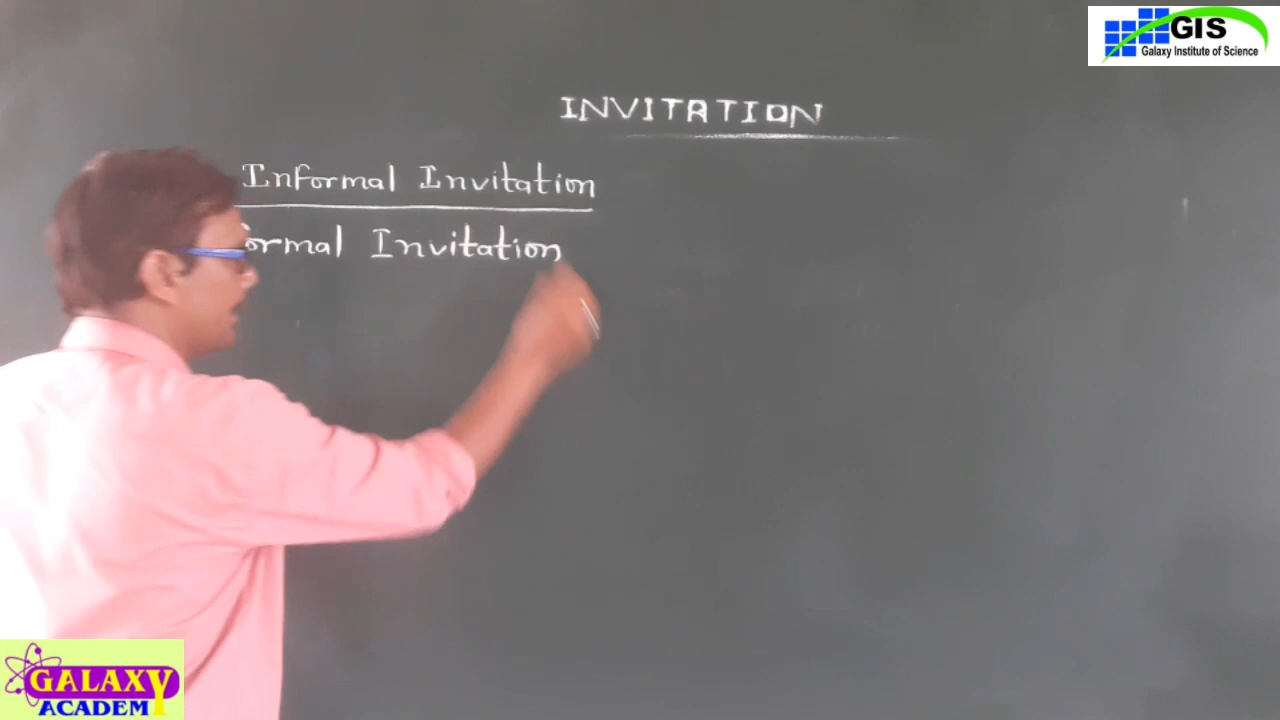 GIS
Galaxy Institute of Science
INVITATION
Informal Invitation
ormal Invitation
GALAXY
ACADEM